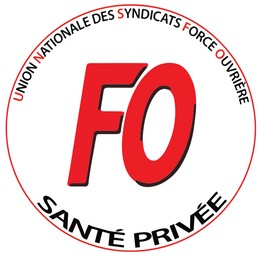 UNION NATIONALE DES SYNDICATS FORCE OUVRIÈRE
FO
SANTÉ PRIVÉE